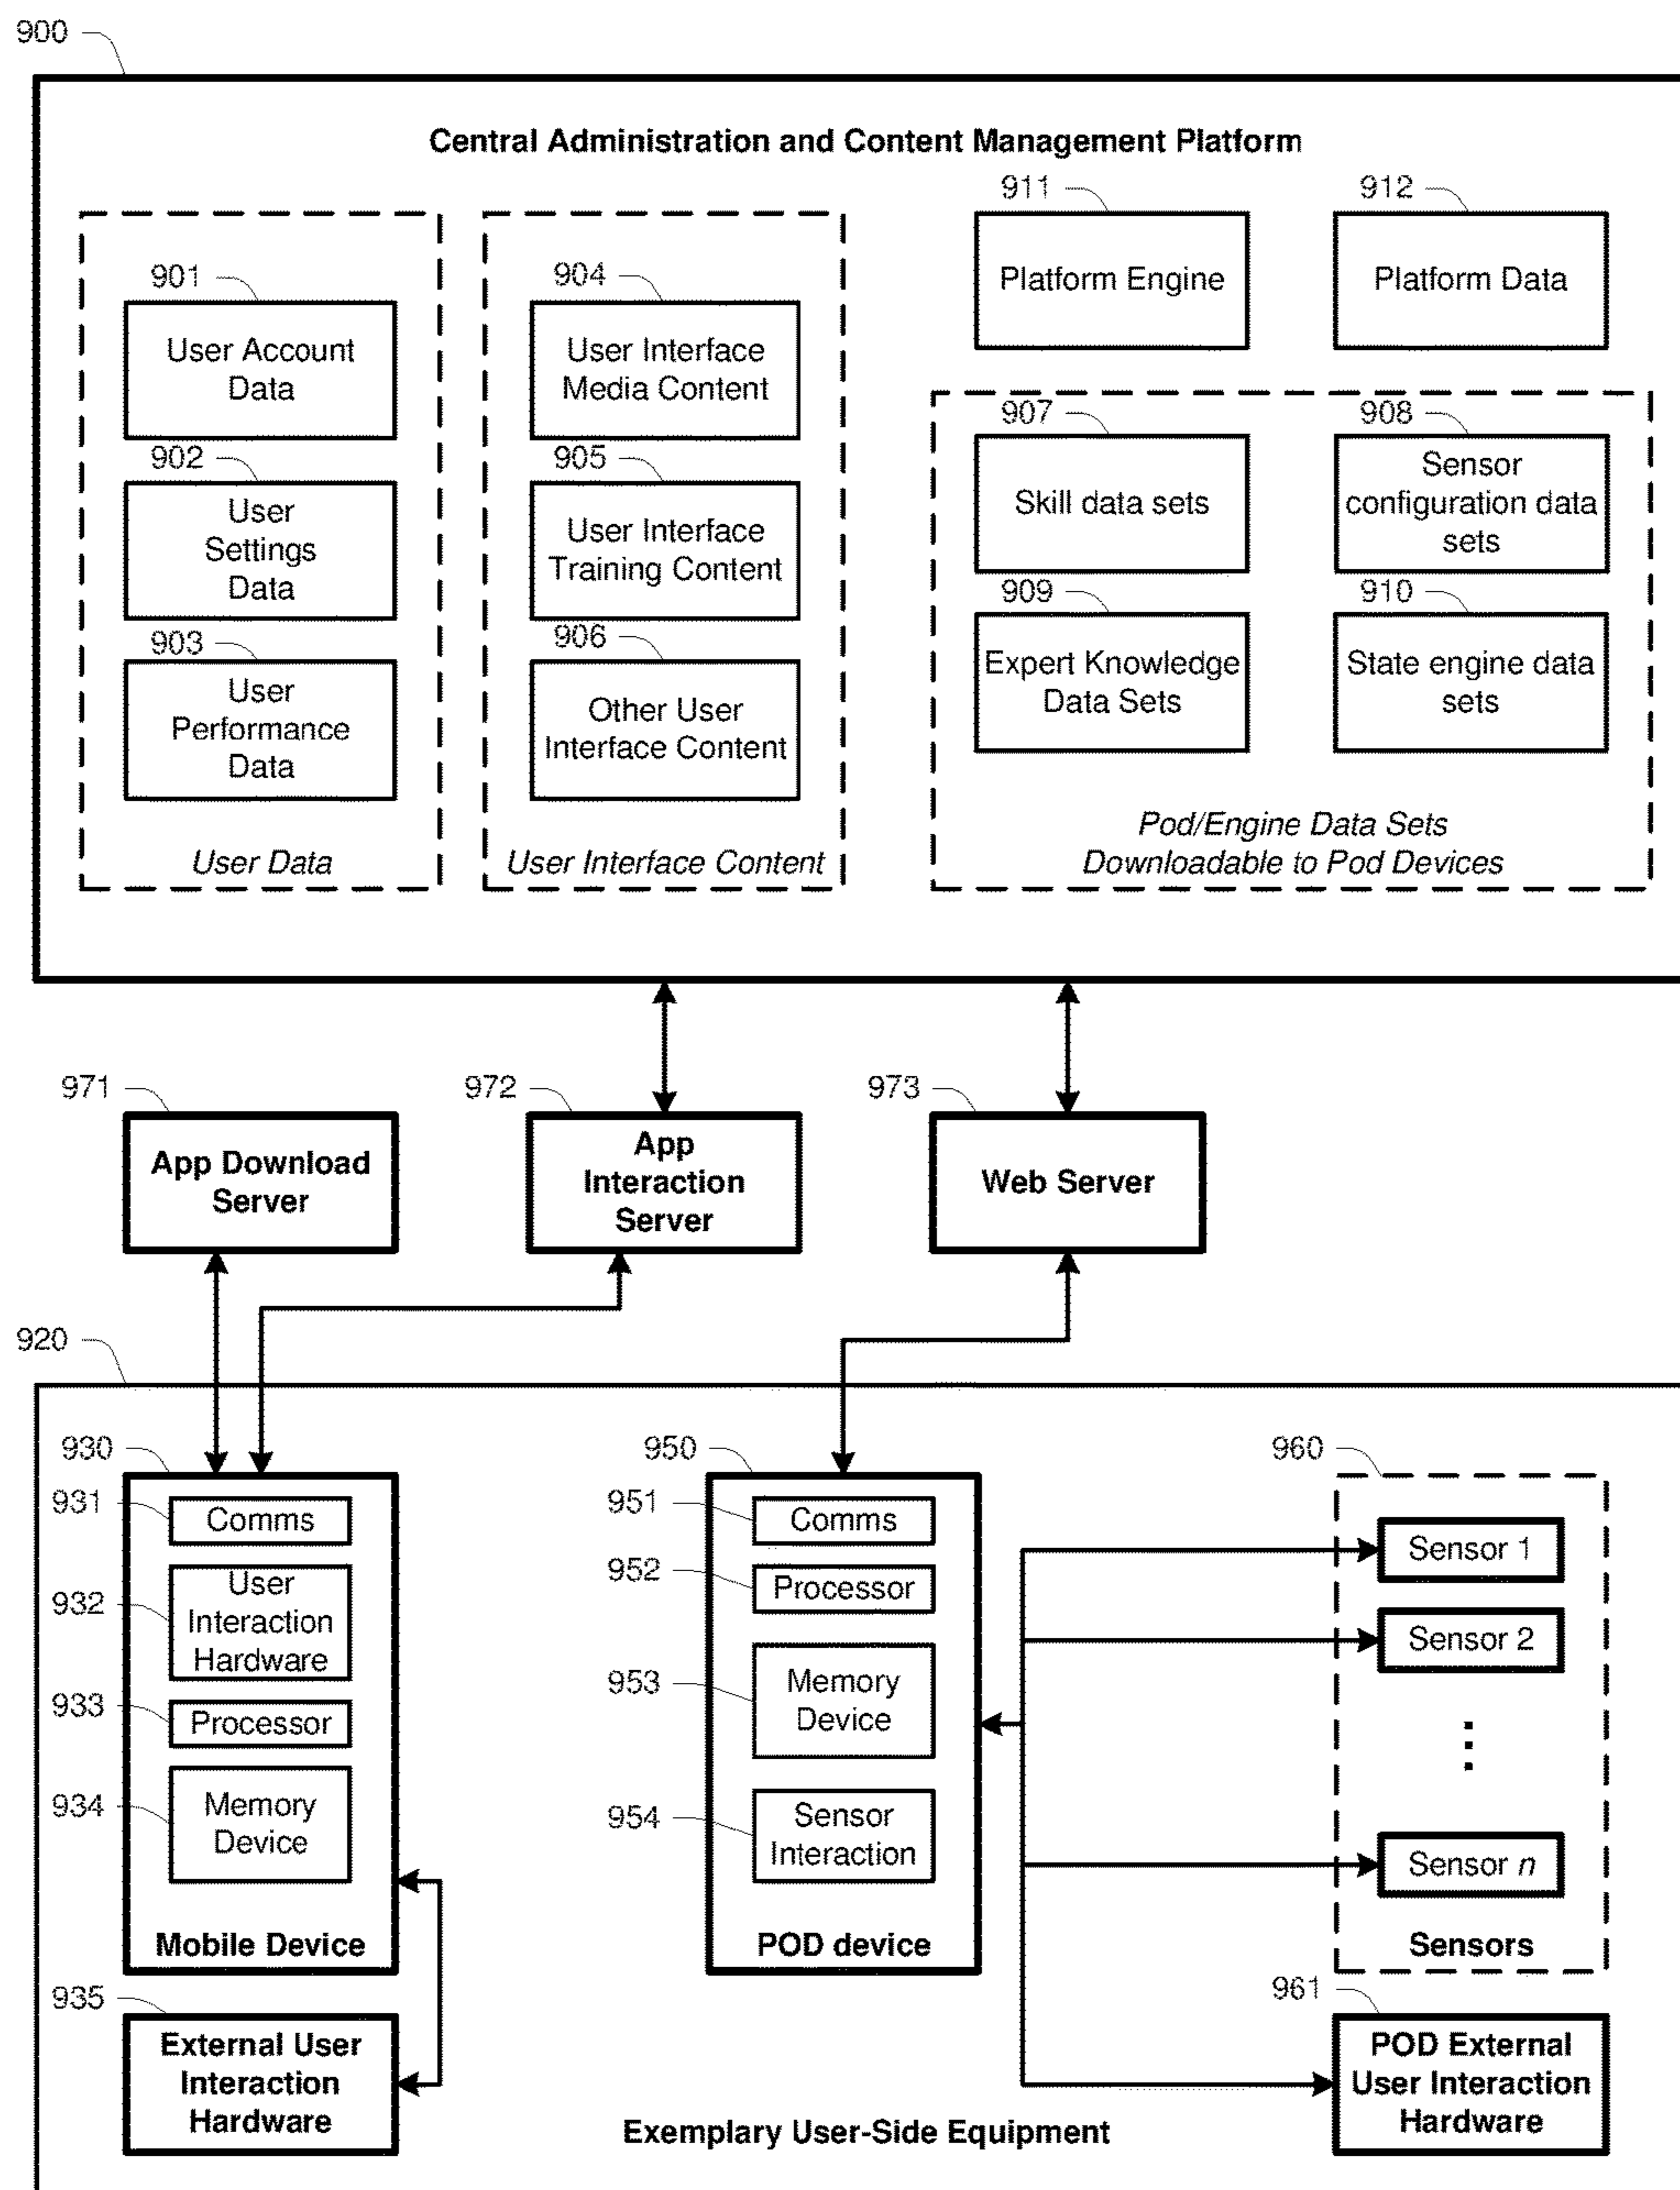 900
Central Administration and Content Management Platform
911
912
Platform Engine
Platform Data
901
User Account
Data
902
User
Settings
Data
903
User
Performance
Data
User Data
904
User Interface
Media Content
905
User Interface
Training Content
906
Other User
Interface Content
User Interface Content
907
Skill data sets
908
Sensor
configuration data
sets
909
Expert Knowledge
Data Sets
910
State engine data
sets
Pod/Engine Data Sets
Downloadable to Pod Devices
971
App Download
Server
972
App
Interaction
Server
973
Web Server
920
930
931
Comms
932
User
Interaction
Hardware
933
Processor
934
Memory
Device
Mobile Device
935
External User
Interaction
Hardware
950
951
Comms
952
Processor
953
Memory
Device
954
Sensor
Interaction
POD device
960
Sensor 1
Sensor 2
Sensor n
Sensors
961
POD External
User Interaction
Hardware
Exemplary User-Side Equipment